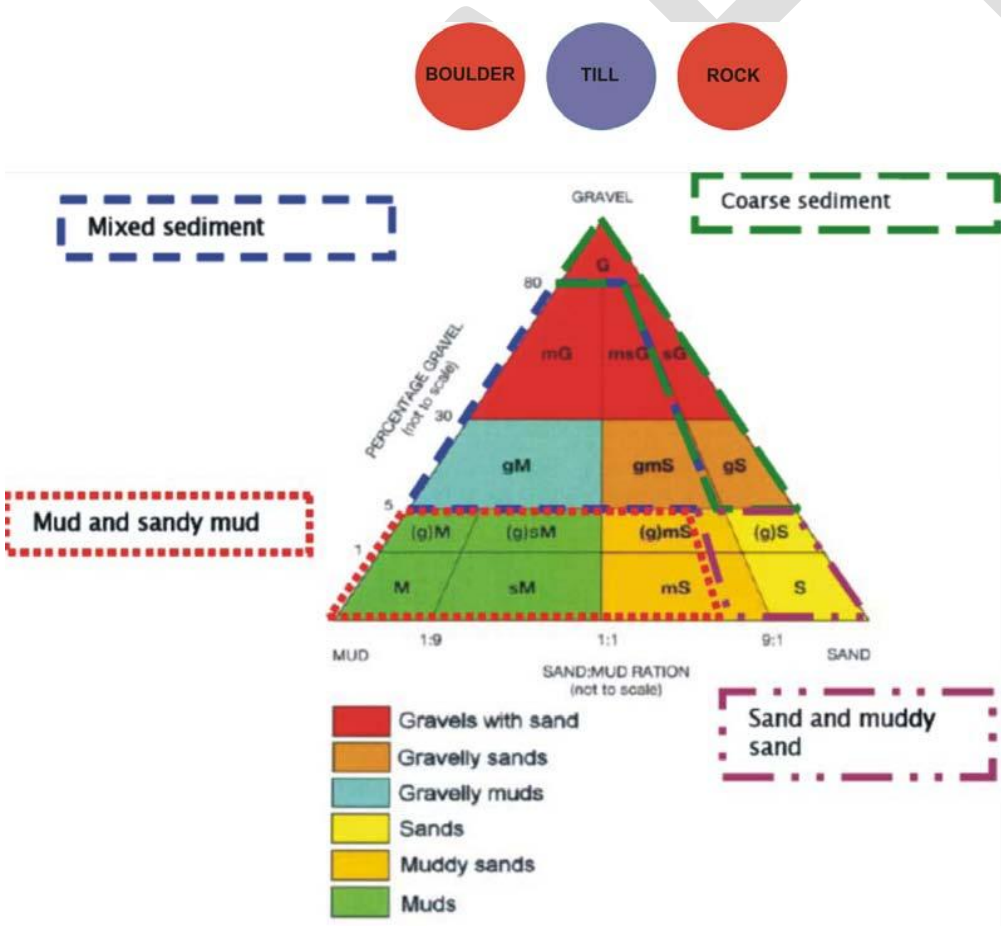 BOULDER
TILL
ROCK
Mixed sediment
GRAVEL
Coarse sediment
G
80
mG
msG
sG
PERCENTAGE GRAVEL
(not to scale)
30
gM
gmS
gS
5
Mud and sandy mud
(g)M
(g)sM
(g)mS
(g)S
1
M
sM
mS
S
1:9
1:1
9:1
MUD
SAND
SAND:MUD RATION
(not to scale)
Gravels with sand
Sand and muddy
sand
Gravelly sands
Gravelly muds
Sands
Muddy sands
Muds